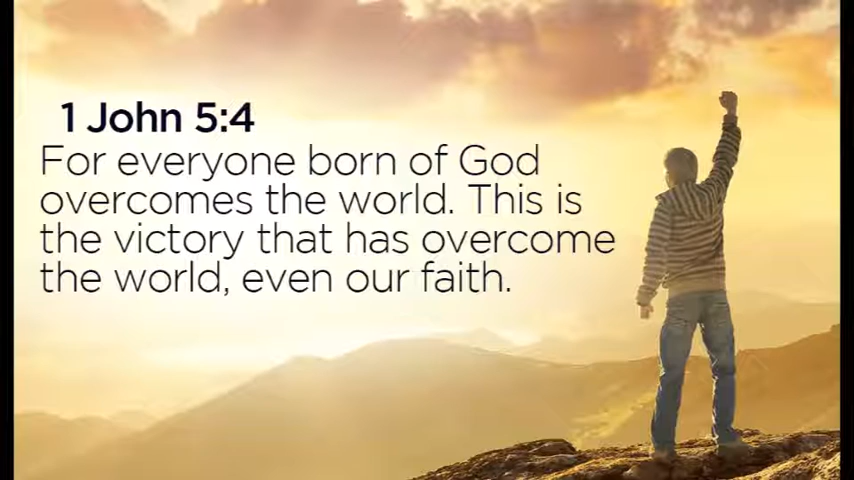 1 John 5:4
For everyone born of God
overcomes the world. This is
the victory that has overcome
the world, even our faith.